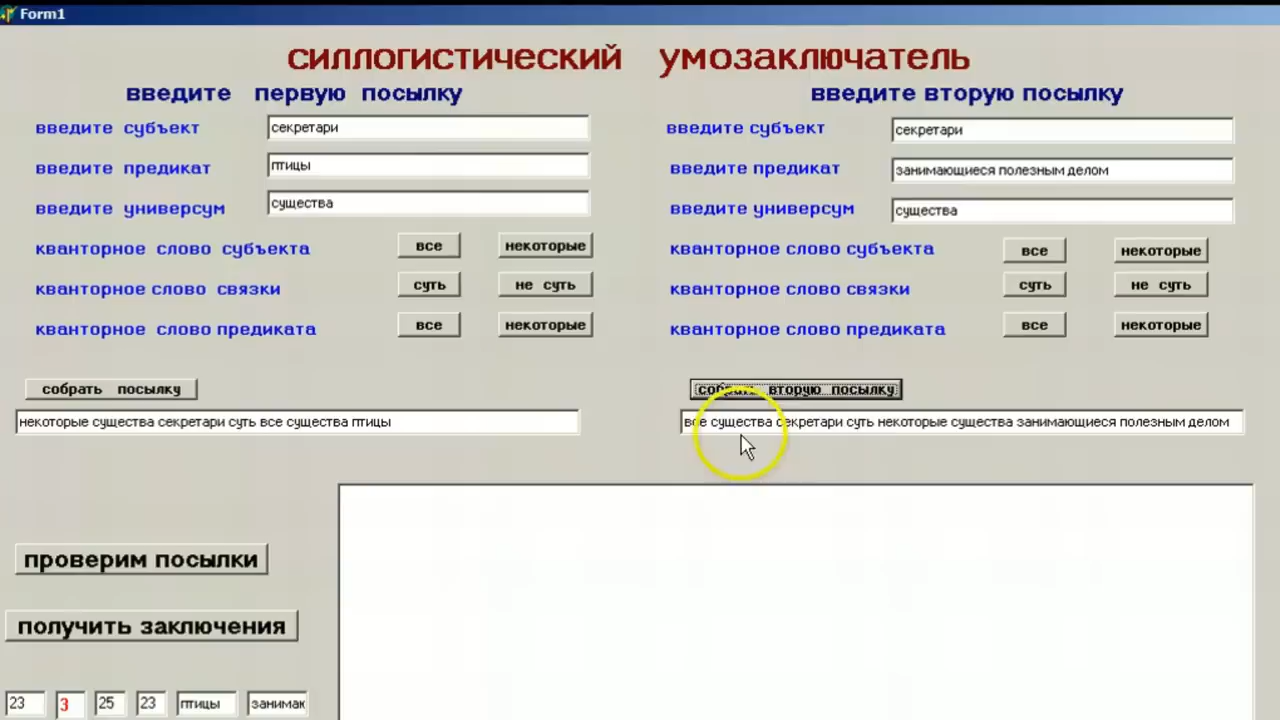 Form1
силлогистический умозаключатель
введите первую посылку
введите вторую посылку
введите субъект
секретари
введите субъект
секретари
введите предикат
птицы
введите предикат
занимающиеся полезным делом
введите универсум
существа
введите универсум
существа
кванторное слово субъекта
все
некоторые
кванторное слово субъекта
все
некоторые
кванторное слово связки
суть
не суть
кванторное слово связки
суть
не суть
кванторное слово предиката
все
некоторые
кванторное слово предиката
все
некоторые
собрать посылку
собрать вторую посылку
некоторые существа секретари суть все существа птицы
все существа секретари суть некоторые существа занимающиеся полезным делом
проверим посылки
получить заключения
23
3
25
23
птицы
занимак